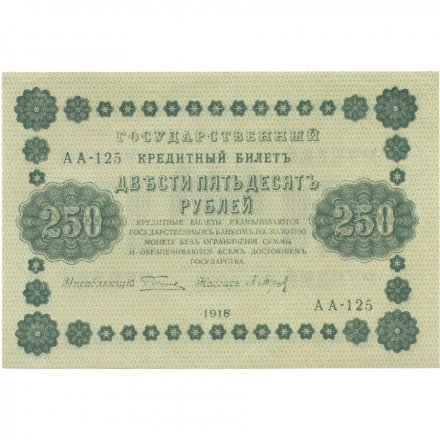 ГОСУДАРСТВЕННЫЙ
АА-125 КРЕДИТНЫЙ БИЛЕТЪ
ДВѢСТИ ПЯТЬДЕСЯТЪ
РУБЛЕЙ
250 250
КРЕДИТНЫЕ БИЛЕТЫ РАЗМѢНИВАЮТСЯ
ГОСУДАРСТВЕННЫМЪ БАНКОМЪ НА ЗОЛОТУЮ
МОНЕТУ БЕЗЪ ОГРАНИЧЕНІЯ СУММЫ
И ОБЕЗПЕЧИВАЮТСЯ ВСѢМЪ ДОСТОЯНІЕМЪ
ГОСУДАРСТВА.
Управляющій Кассиръ
АА-125
1918